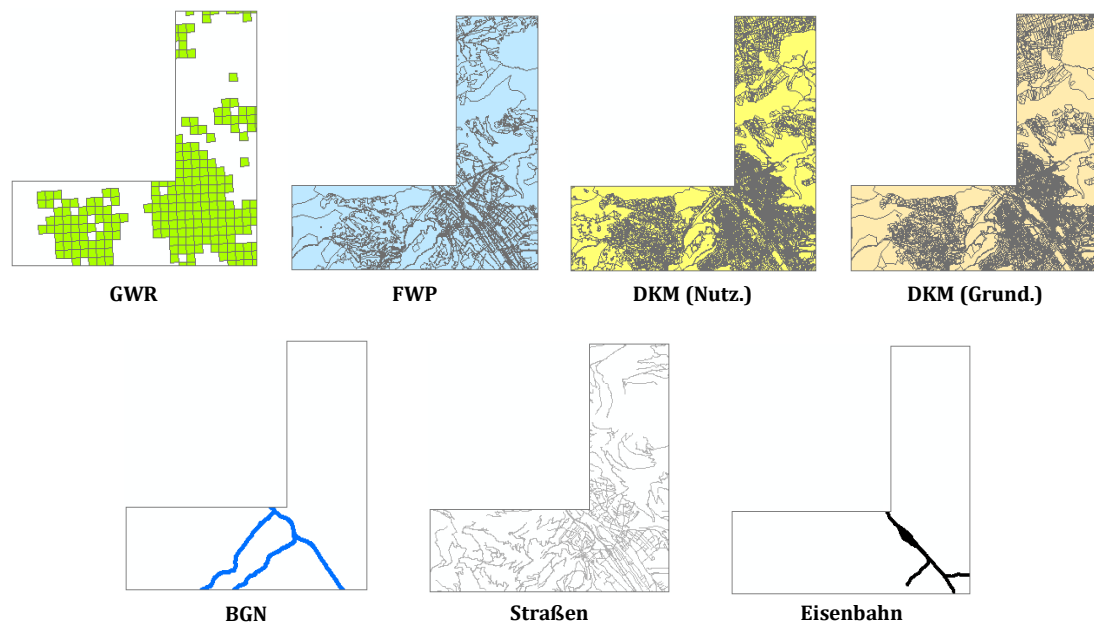 GWR
FWP
DKM (Nutz.)
DKM (Grund.)
BGN
Straßen
Eisenbahn